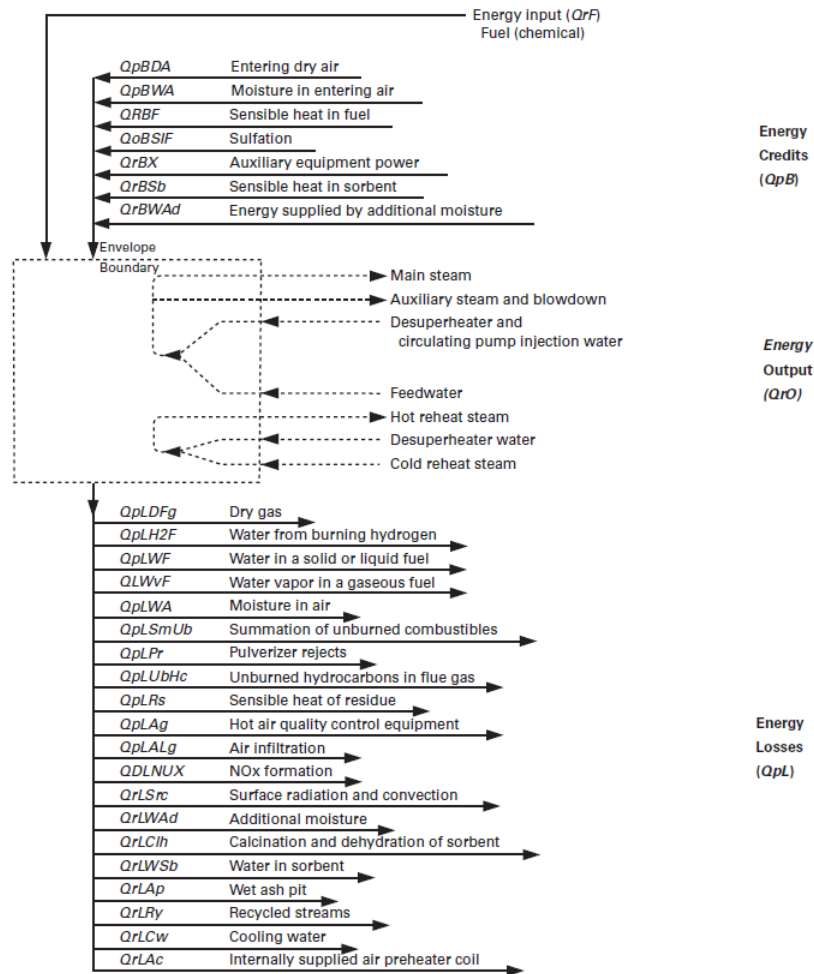 Energy input (QrF)
Fuel (chemical)
QpBDA Entering dry air
QpBWA Moisture in entering air
QRBF Sensible heat in fuel
QoBSIF Sulfation
QrBX Auxiliary equipment power
QrBSb Sensible heat in sorbent
QrBWAd Energy supplied by additional moisture
Energy
Credits
(QpB)
Envelope
Boundary
Main steam
Auxiliary steam and blowdown
Desuperheater and
circulating pump injection water
Feedwater
Hot reheat steam
Desuperheater water
Cold reheat steam
Energy
Output
(QrO)
QpLDFg Dry gas
QpLH2F Water from burning hydrogen
QpLWF Water in a solid or liquid fuel
QLWvF Water vapor in a gaseous fuel
QpLWA Moisture in air
QpLSmUb Summation of unburned combustibles
QpLPr Pulverizer rejects
QpLUbHc Unburned hydrocarbons in flue gas
QpLRs Sensible heat of residue
QpLAg Hot air quality control equipment
QpLALg Air infiltration
QDLNUX NOx formation
QrLSrc Surface radiation and convection
QrLWAd Additional moisture
QrLClh Calcination and dehydration of sorbent
QrLWSb Water in sorbent
QrLAp Wet ash pit
QrLRy Recycled streams
QrLCw Cooling water
QrLAc Internally supplied air preheater coil
Energy
Losses
(QpL)